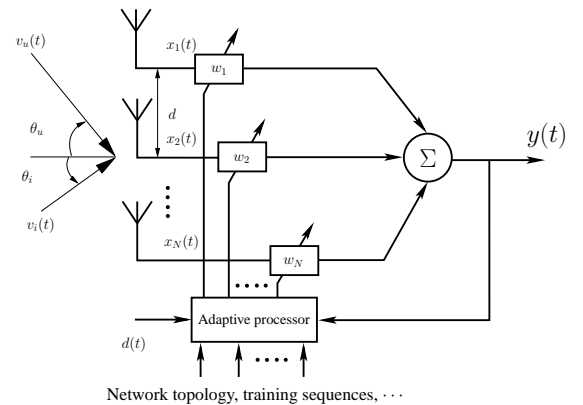 v_u(t)
x_1(t)
w_1
d
θ_u
x_2(t)
w_2
Σ
y(t)
θ_i
v_i(t)
x_N(t)
w_N
Adaptive processor
d(t)
Network topology, training sequences, ···